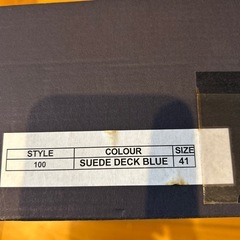 STYLE COLOUR SIZE
100 SUEDE DECK BLUE 41